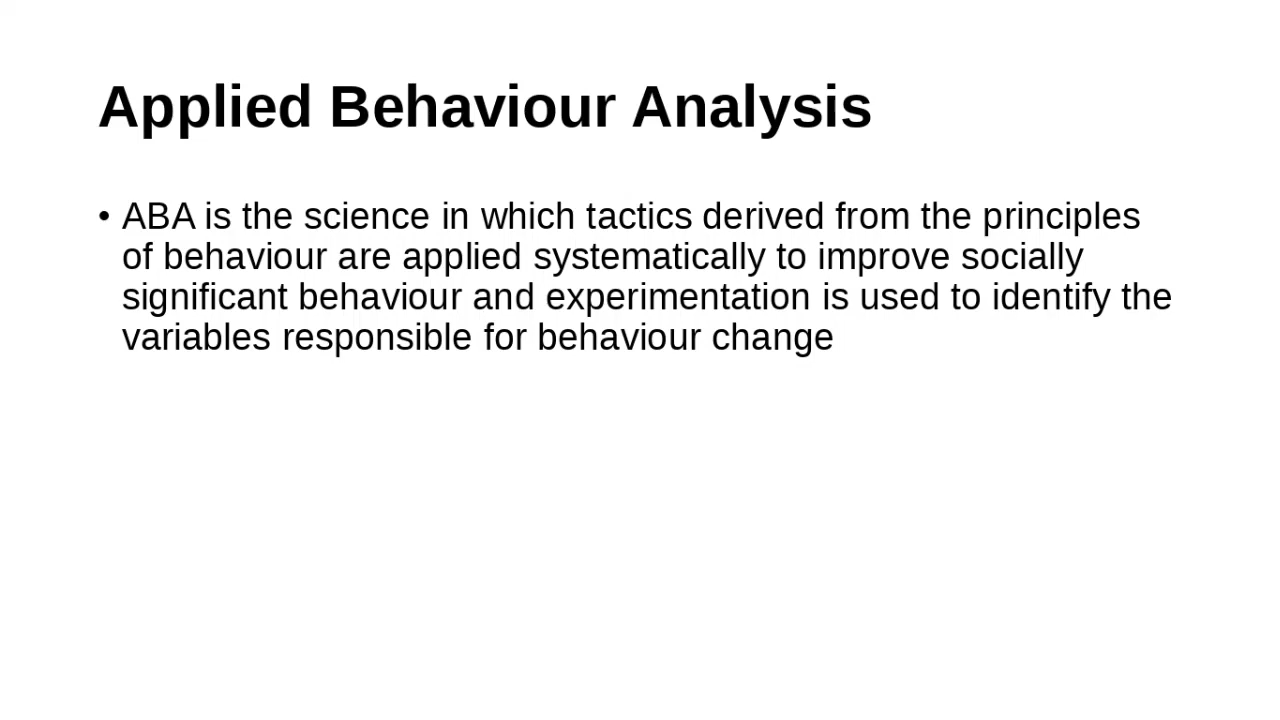 Applied Behaviour Analysis
• ABA is the science in which tactics derived from the principles
of behaviour are applied systematically to improve socially
significant behaviour and experimentation is used to identify the
variables responsible for behaviour change